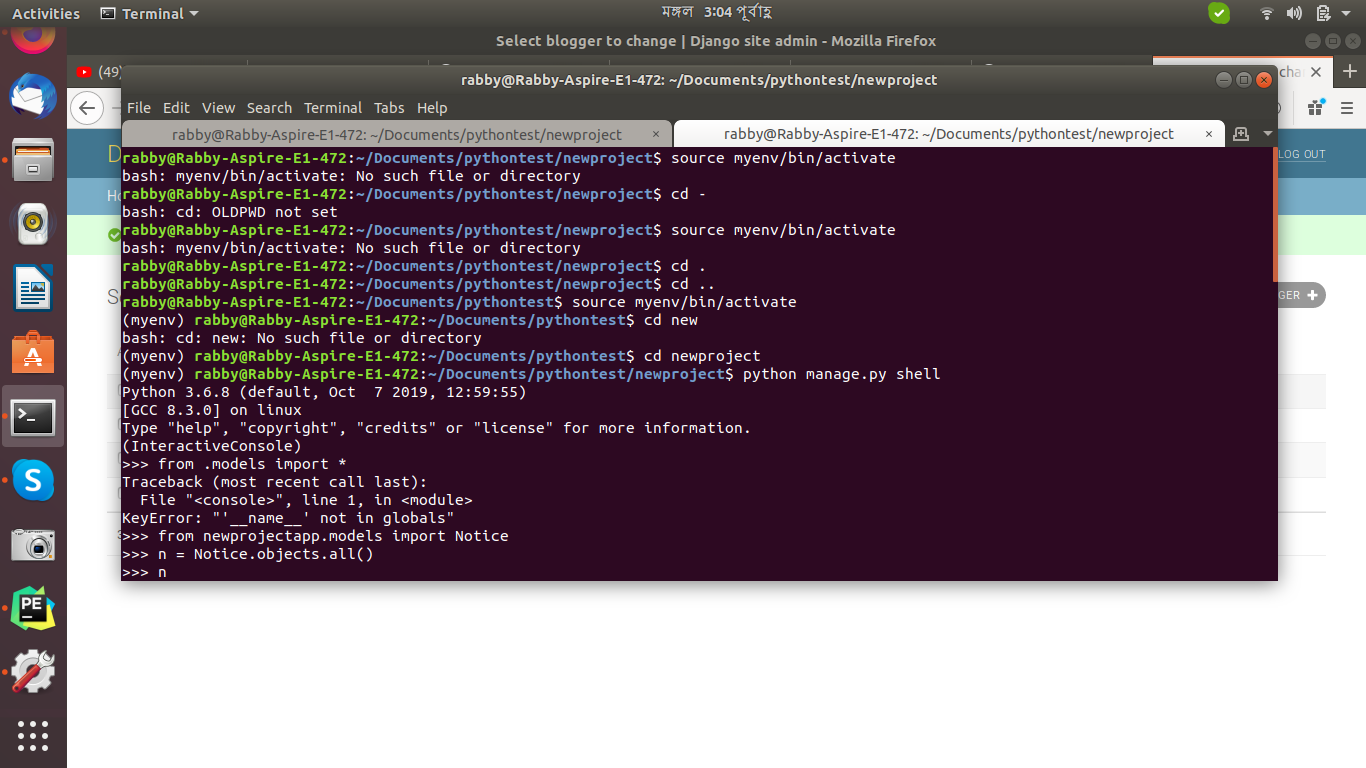 Activities
Terminal
মঙ্গল 3:04 পূর্বাহ্ণ
Select blogger to change | Django site admin - Mozilla Firefox
(49)
rabby@Rabby-Aspire-E1-472: ~/Documents/pythontest/newproject
File Edit View Search Terminal Tabs Help
rabby@Rabby-Aspire-E1-472: ~/Documents/pythontest/newproject ×
rabby@Rabby-Aspire-E1-472: ~/Documents/pythontest/newproject ×
LOG OUT
rabby@Rabby-Aspire-E1-472:~/Documents/pythontest/newproject$ source myenv/bin/activate
bash: myenv/bin/activate: No such file or directory
rabby@Rabby-Aspire-E1-472:~/Documents/pythontest/newproject$ cd -
bash: cd: OLDPWD not set
rabby@Rabby-Aspire-E1-472:~/Documents/pythontest/newproject$ source myenv/bin/activate
bash: myenv/bin/activate: No such file or directory
rabby@Rabby-Aspire-E1-472:~/Documents/pythontest/newproject$ cd .
rabby@Rabby-Aspire-E1-472:~/Documents/pythontest/newproject$ cd ..
rabby@Rabby-Aspire-E1-472:~/Documents/pythontest$ source myenv/bin/activate
(myenv) rabby@Rabby-Aspire-E1-472:~/Documents/pythontest$ cd new
bash: cd: new: No such file or directory
(myenv) rabby@Rabby-Aspire-E1-472:~/Documents/pythontest$ cd newproject
(myenv) rabby@Rabby-Aspire-E1-472:~/Documents/pythontest/newproject$ python manage.py shell
Python 3.6.8 (default, Oct  7 2019, 12:59:55)
[GCC 8.3.0] on linux
Type "help", "copyright", "credits" or "license" for more information.
(InteractiveConsole)
>>> from .models import *
Traceback (most recent call last):
  File "<console>", line 1, in <module>
KeyError: "'__name__' not in globals"
>>> from newprojectapp.models import Notice
>>> n = Notice.objects.all()
>>> n